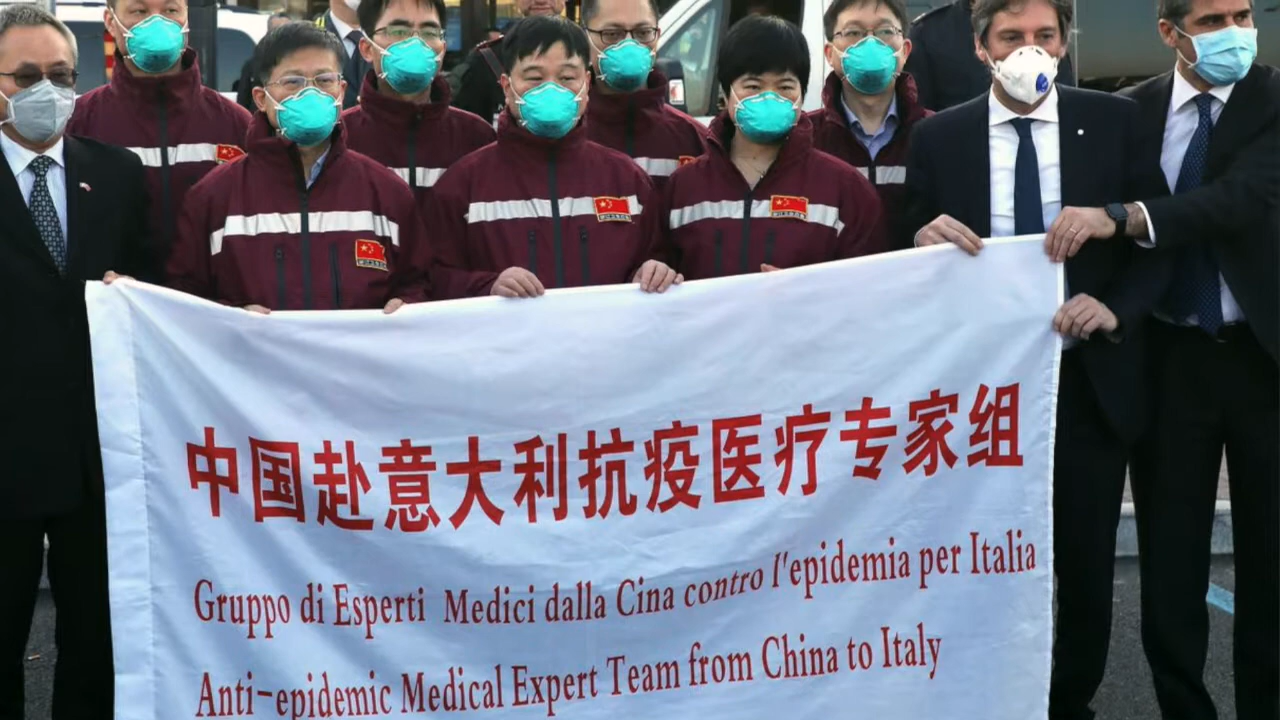 中国赴意大利抗疫医疗专家组
Gruppo di Esperti Medici dalla Cina contro l'epidemia per Italia
Anti-epidemic Medical Expert Team from China to Italy